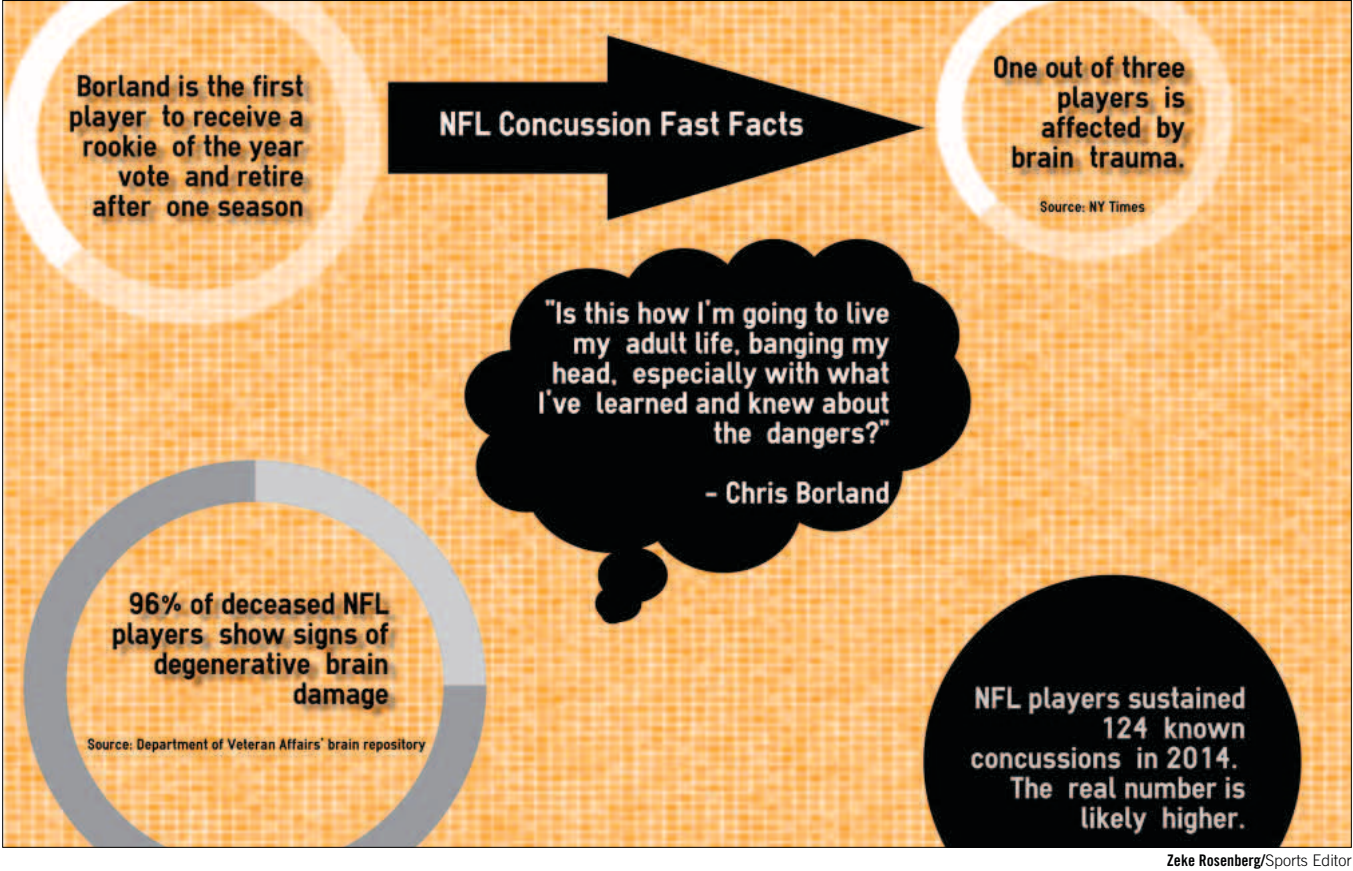 Borland is the first
player to receive a
rookie of the year
vote and retire
after one season
NFL Concussion Fast Facts
One out of three
players is
affected by
brain trauma.
Source: NY Times
"Is this how I'm going to live
my adult life, banging my
head, especially with what
I've learned and knew about
the dangers?"
- Chris Borland
96% of deceased NFL
players show signs of
degenerative brain
damage
Source: Department of Veteran Affairs' brain repository
NFL players sustained
124 known
concussions in 2014.
The real number is
likely higher.
Zeke Rosenberg/Sports Editor